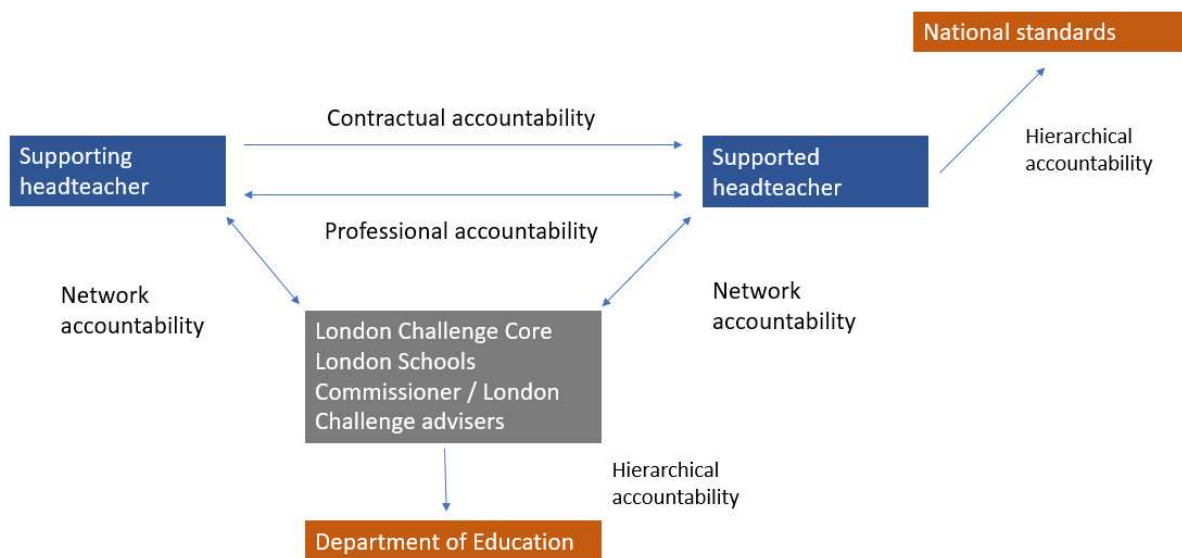 National standards
Contractual accountability
Supporting
headteacher
Supported
headteacher
Hierarchical
accountability
Professional accountability
Network
accountability
Network
accountability
London Challenge Core
London Schools
Commissioner / London
Challenge advisers
Hierarchical
accountability
Department of Education